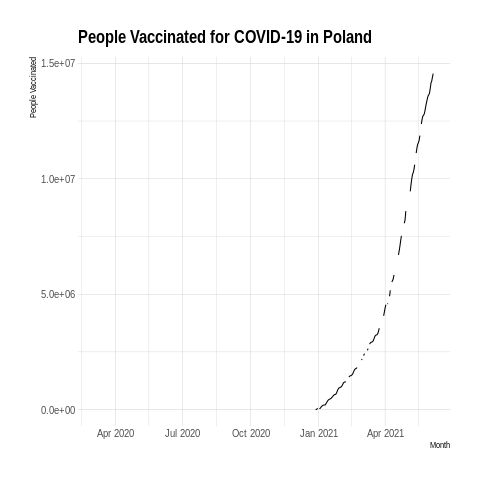 People Vaccinated for COVID-19 in Poland
People Vaccinated
1.5e+07
1.0e+07
5.0e+06
0.0e+00
Apr 2020 Jul 2020 Oct 2020 Jan 2021 Apr 2021
Month